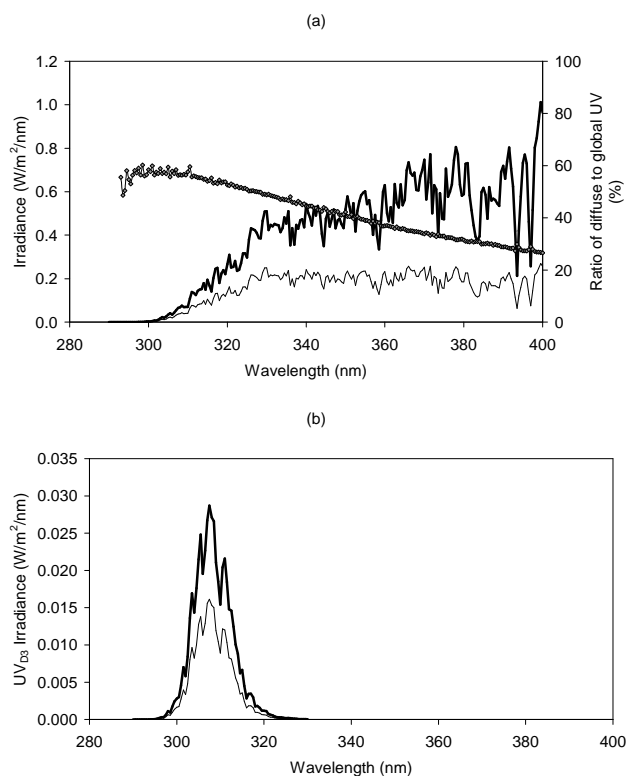 (a)
1.2
1.0
0.8
0.6
0.4
0.2
0.0
Irradiance (W/m²/nm)
100
80
60
40
20
0
Ratio of diffuse to global UV
(%)
280 300 320 340 360 380 400
Wavelength (nm)
(b)
0.035
0.030
0.025
0.020
0.015
0.010
0.005
0.000
UV_D3 Irradiance (W/m²/nm)
280 300 320 340 360 380 400
Wavelength (nm)